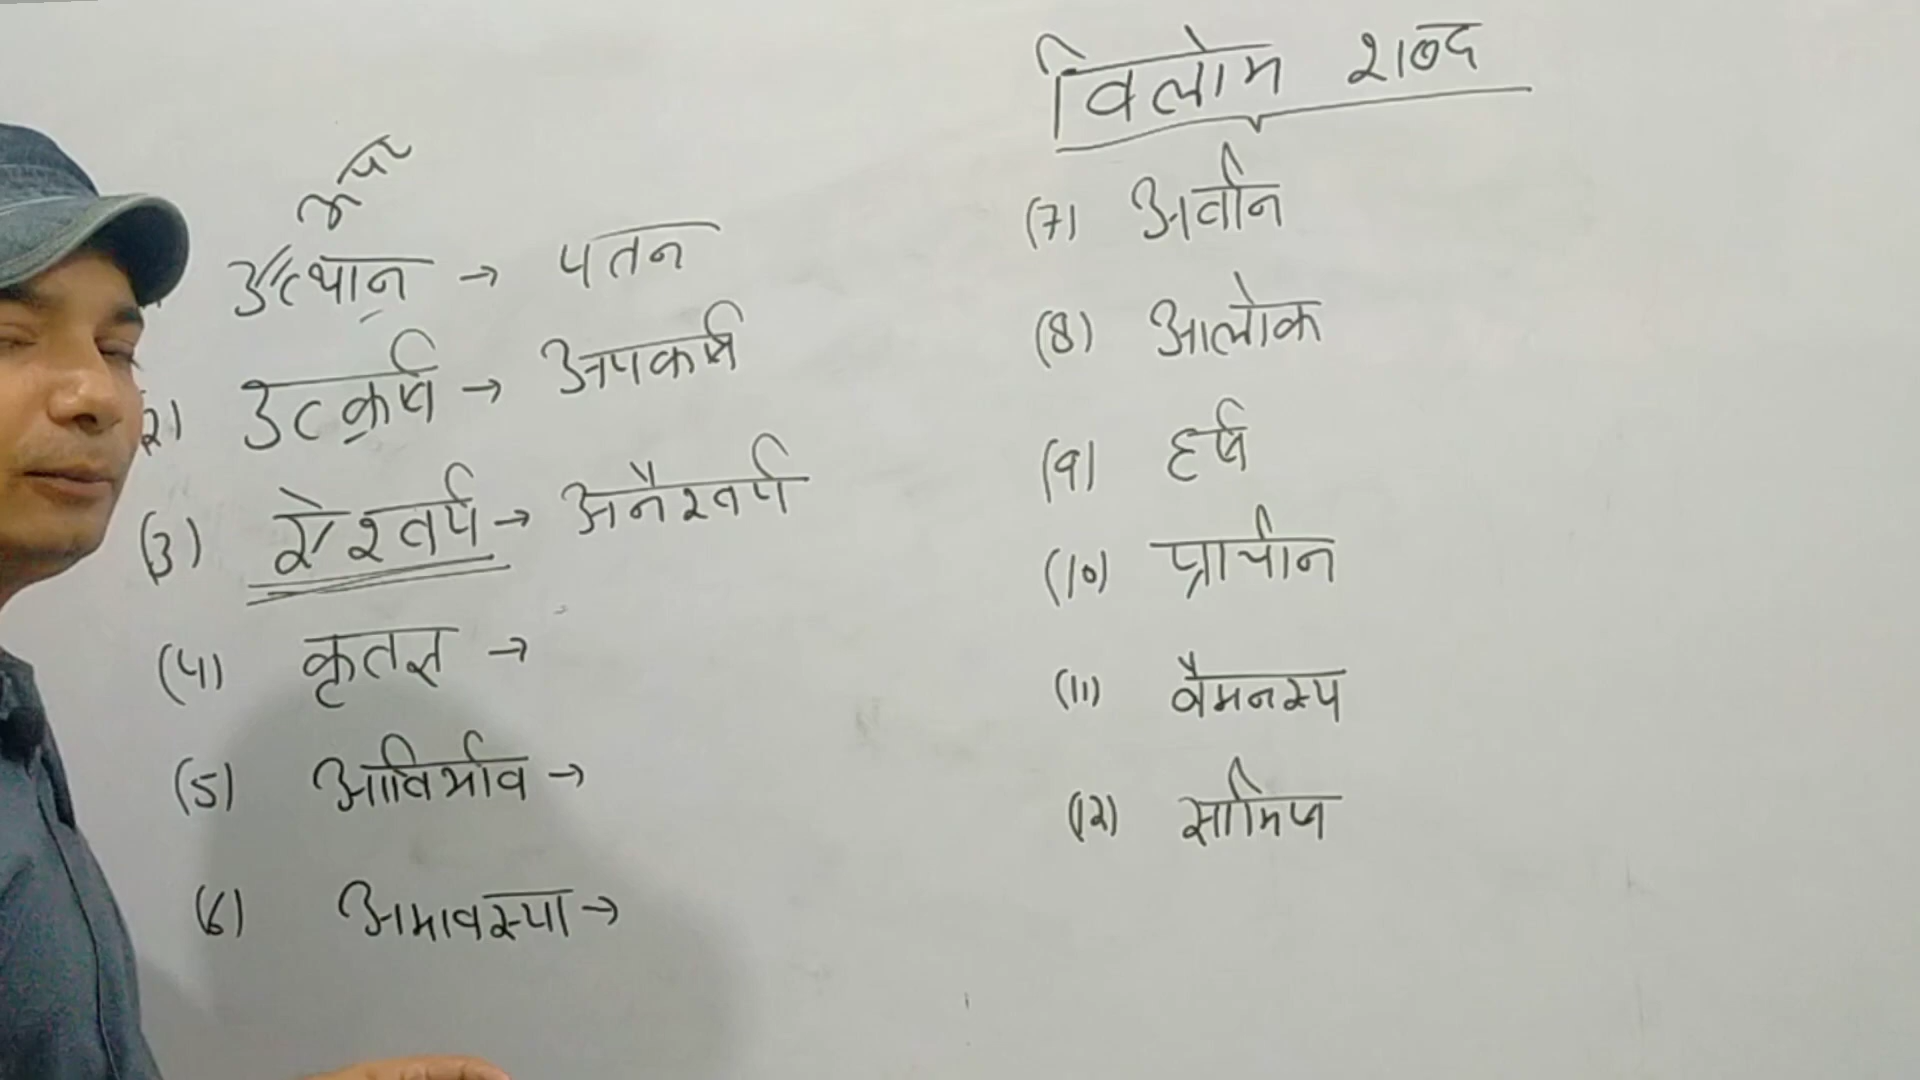 विलोम शब्द
उत्थान → पतन
(2) उत्कर्ष → अपकर्ष
(3) ऐश्वर्य → अनैश्वर्य
(4) कृतज्ञ →
(5) आविर्भाव →
(6) अमावस्या →
(7) अर्वाचीन
(8) आलोक
(9) हर्ष
(10) प्राचीन
(11) वैमनस्य
(12)